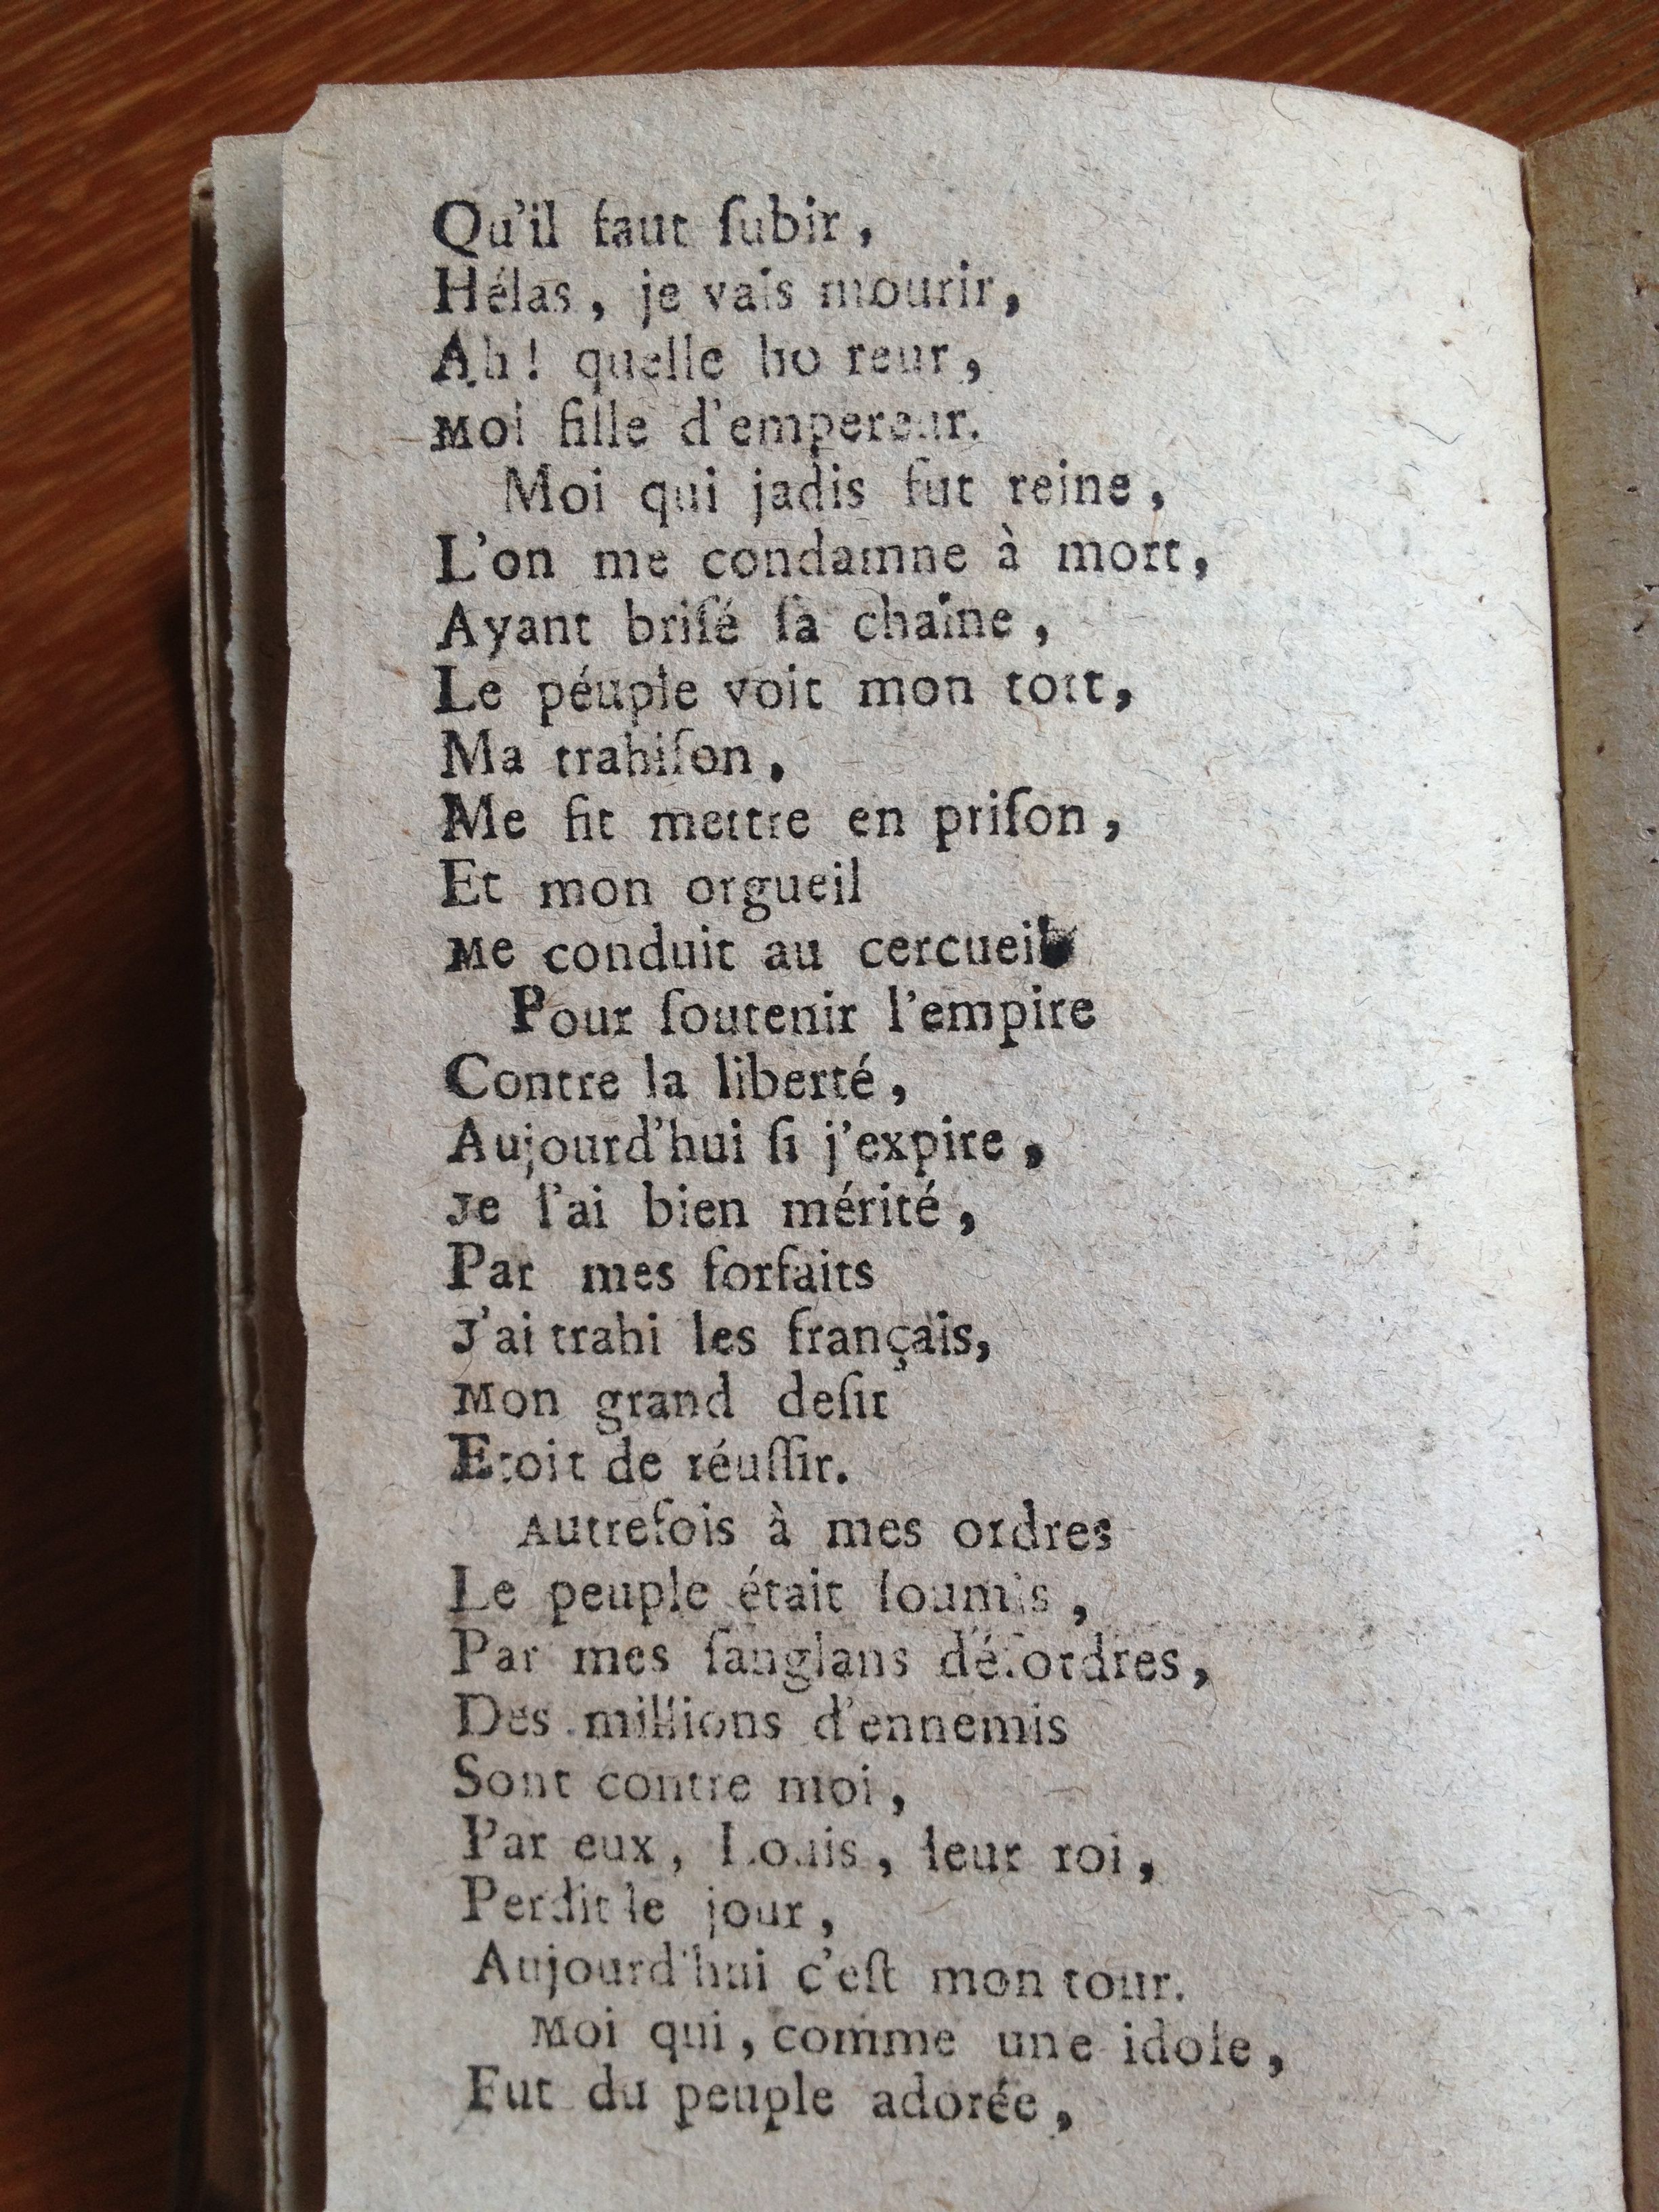 Qu'il faut ſubir,
Hélas, je vais mourir,
Ah! quelle ho reur,
Moi fille d'empereur.
Moi qui jadis fut reine,
L'on me condamne à mort,
Ayant briſé ſa chaîne,
Le péuple voit mon tort,
Ma trahiſon,
Me fit mettre en priſon,
Et mon orgueil
Me conduit au cercueil
Pour ſoutenir l'empire
Contre la liberté,
Aujourd'hui ſi j'expire,
Je l'ai bien mérité,
Par mes forfaits
J'ai trahi les français,
Mon grand deſir
Etoit de réuſſir.
Autrefois à mes ordres
Le peuple était ſoumis,
Par mes ſanglans déſordres,
Des millions d'ennemis
Sont contre moi,
Par eux, Louis, leur roi,
Perdit le jour,
Aujourd'hui c'eſt mon tour.
Moi qui, comme une idole,
Fut du peuple adorée,